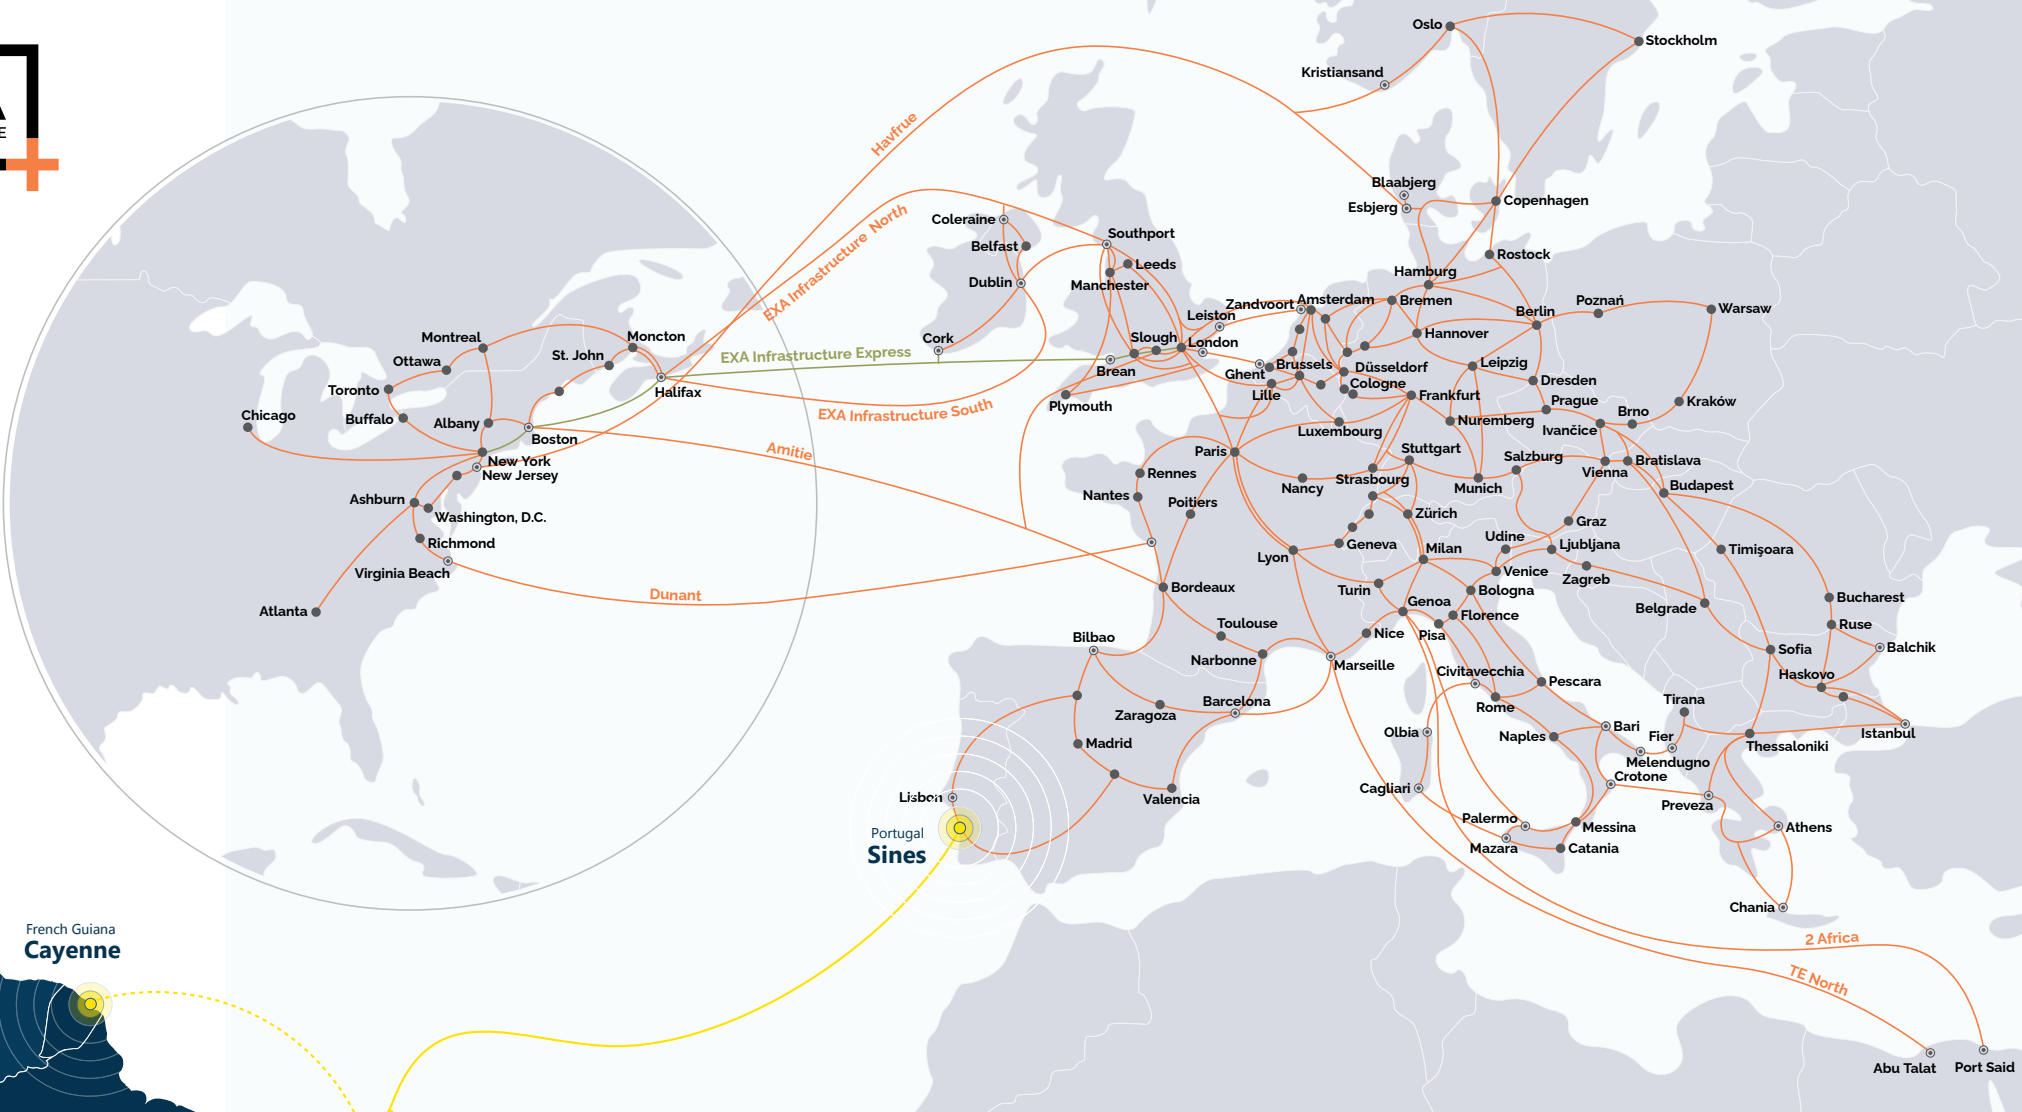 Oslo
Stockholm
Kristiansand
Havfrue
Blaabjerg
Esbjerg
Copenhagen
EXA Infrastructure North
Coleraine
Belfast
Southport
Leeds
Dublin
Manchester
Rostock
Hamburg
Zandvoort
Amsterdam
Bremen
Poznań
Warsaw
Leiston
Berlin
Montreal
Moncton
Hannover
Cork
Slough
London
St. John
EXA Infrastructure Express
Ottawa
Brean
Ghent
Brussels
Düsseldorf
Leipzig
Toronto
Halifax
Cologne
Dresden
Plymouth
Lille
Frankfurt
Prague
Kraków
Chicago
Buffalo
Albany
EXA Infrastructure South
Brno
Boston
Luxembourg
Nuremberg
Ivančice
Amitie
Paris
Stuttgart
Salzburg
New York
New Jersey
Rennes
Strasbourg
Vienna
Bratislava
Nancy
Munich
Budapest
Ashburn
Nantes
Poitiers
Washington, D.C.
Zürich
Graz
Richmond
Geneva
Milan
Udine
Ljubljana
Timişoara
Lyon
Virginia Beach
Venice
Zagreb
Dunant
Bordeaux
Turin
Bologna
Atlanta
Genoa
Florence
Belgrade
Bucharest
Toulouse
Ruse
Bilbao
Nice
Pisa
Narbonne
Marseille
Sofia
Balchik
Civitavecchia
Haskovo
Pescara
Barcelona
Rome
Tirana
Zaragoza
Olbia
Naples
Bari
Fier
Istanbul
Madrid
Thessaloniki
Melendugno
Crotone
Lisbon
Valencia
Cagliari
Preveza
Palermo
Messina
Athens
Portugal
Sines
Mazara
Catania
Chania
French Guiana
Cayenne
2 Africa
TE North
Abu Talat
Port Said